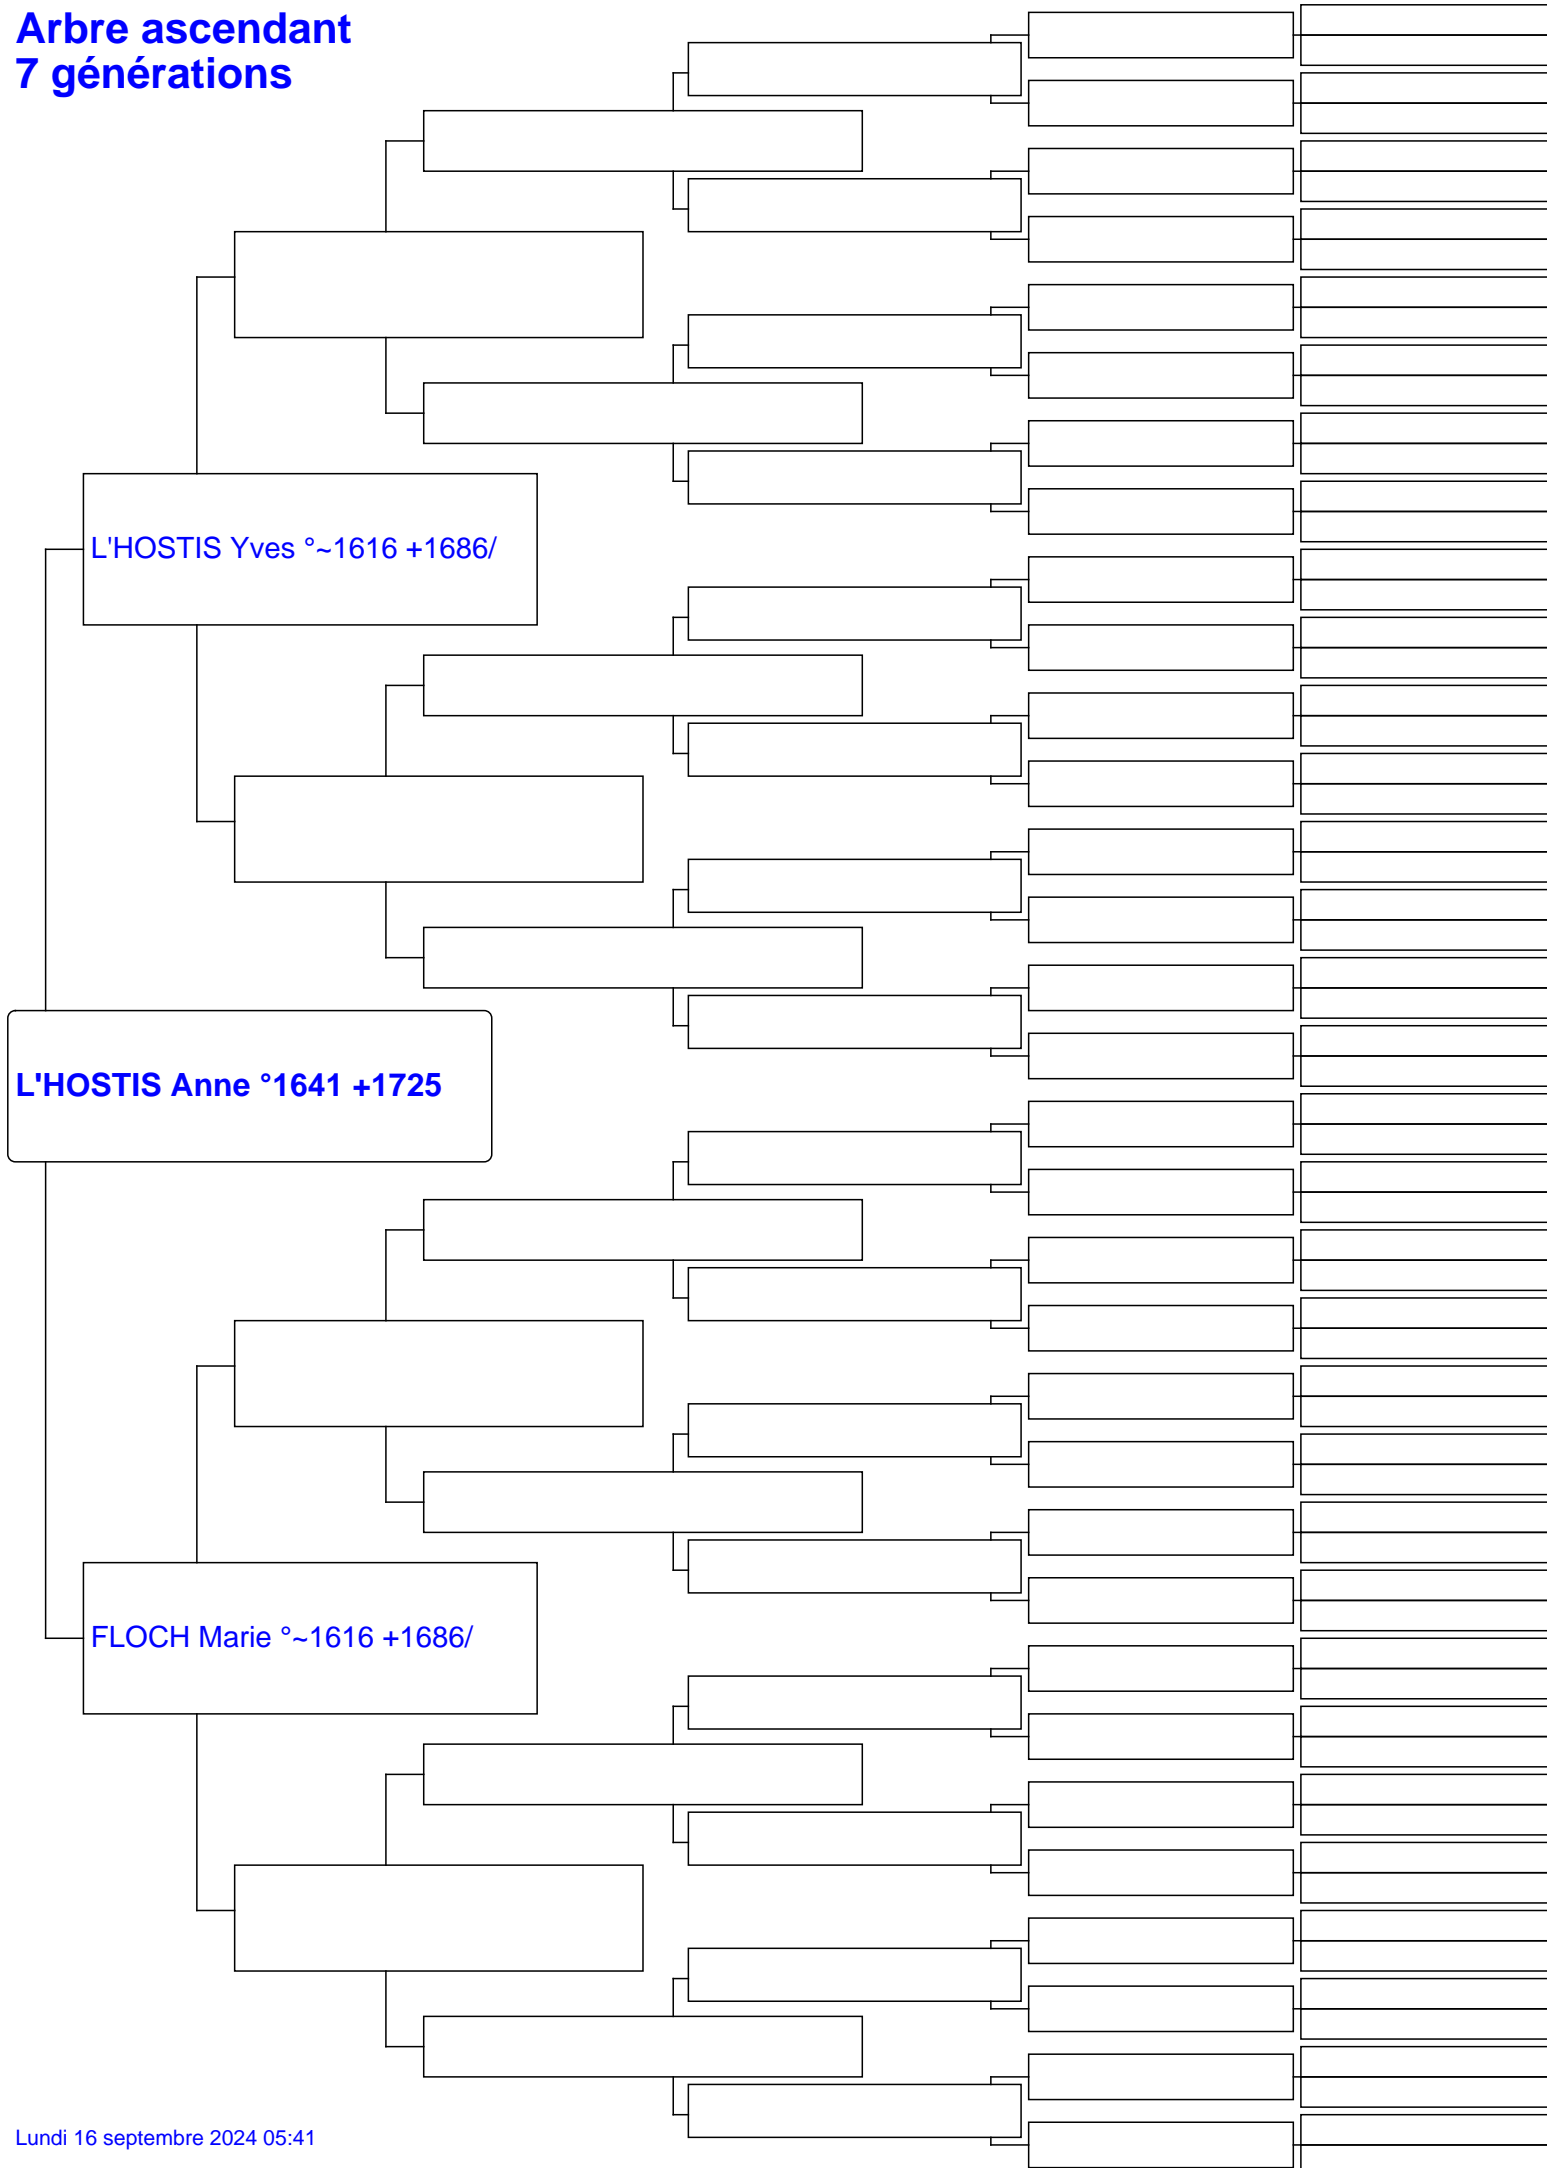 Arbre ascendant
7 générations
L'HOSTIS Yves °~1616 +1686/
L'HOSTIS Anne °1641 +1725
FLOCH Marie °~1616 +1686/
Lundi 16 septembre 2024 05:41